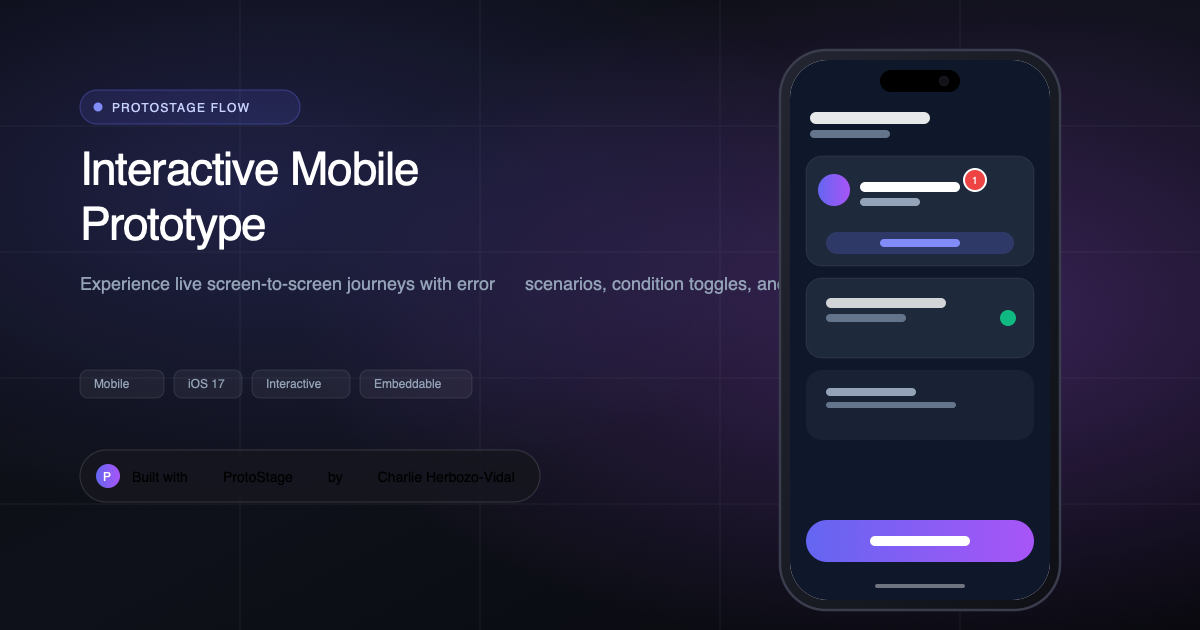 PROTOSTAGE FLOW
Interactive Mobile
Prototype
Experience live screen-to-screen journeys with error scenarios, condition toggles, an
Mobile
iOS 17
Interactive
Embeddable
P
Built with ProtoStage by Charlie Herbozo-Vidal
1